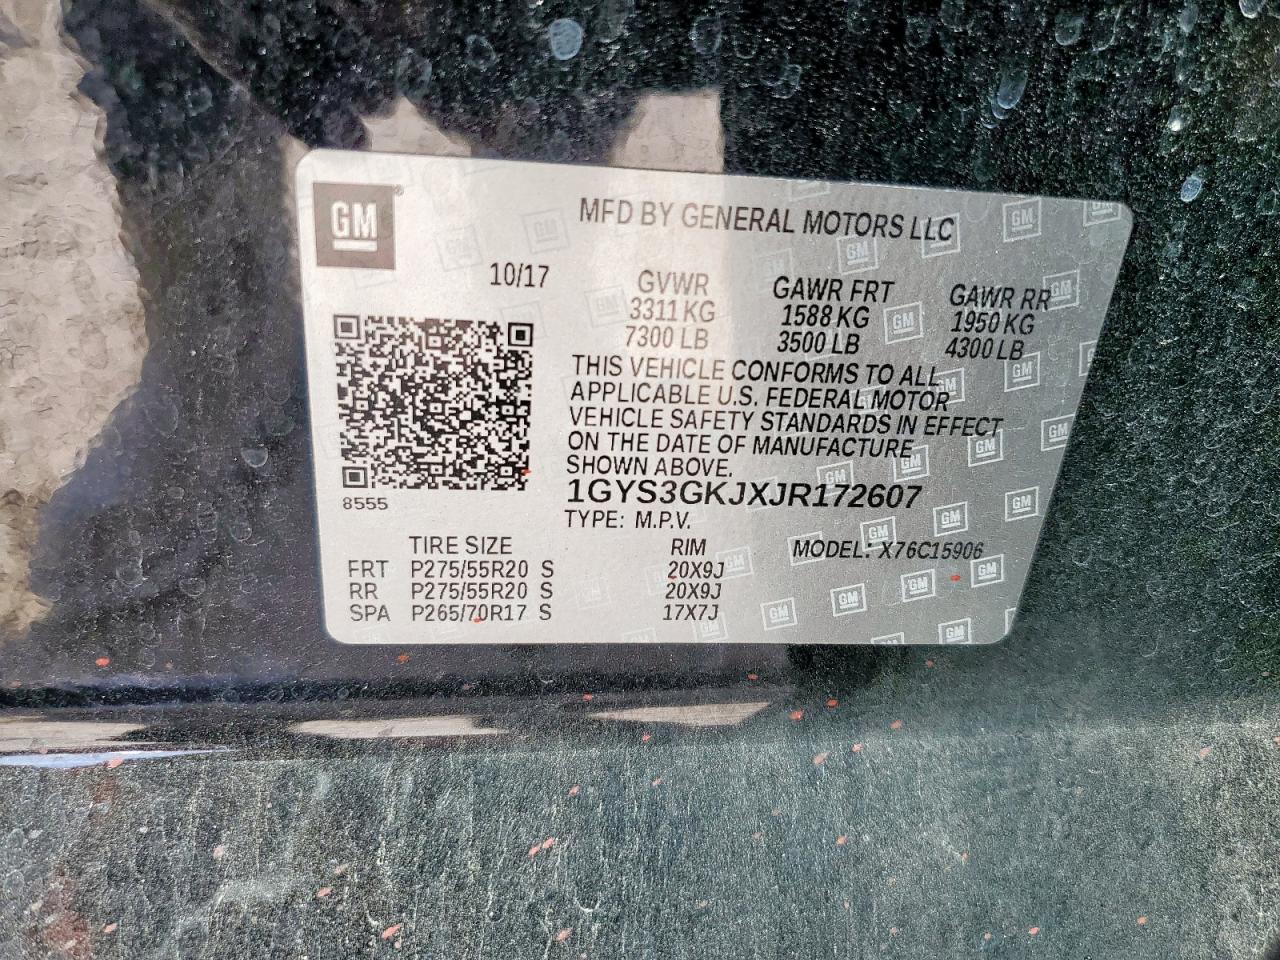 GM®
MFD BY GENERAL MOTORS LLC
10/17
GVWR GAWR FRT GAWR RR
3311 KG 1588 KG 1950 KG
7300 LB 3500 LB 4300 LB
THIS VEHICLE CONFORMS TO ALL
APPLICABLE U.S. FEDERAL MOTOR
VEHICLE SAFETY STANDARDS IN EFFECT
ON THE DATE OF MANUFACTURE
SHOWN ABOVE.
8555
1GYS3GKJXJR172607
TYPE: M.P.V.
TIRE SIZE RIM MODEL: X76C15906
FRT P275/55R20 S 20X9J
RR P275/55R20 S 20X9J
SPA P265/70R17 S 17X7J